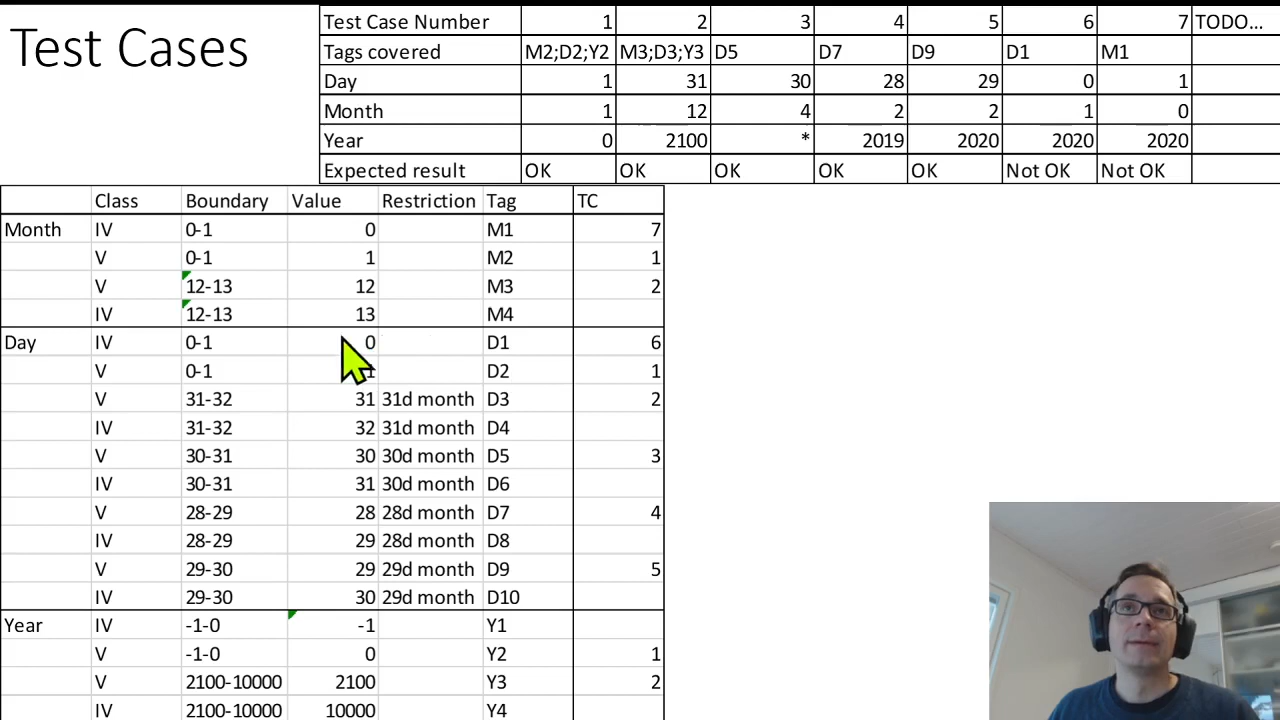 Test Cases
Test Case Number 1 2 3 4 5 6 7 TODO...
Tags covered M2;D2;Y2 M3;D3;Y3 D5 D7 D9 D1 M1
Day 1 31 30 28 29 0 1
Month 1 12 4 2 2 1 0
Year 0 2100 * 2019 2020 2020 2020
Expected result OK OK OK OK OK Not OK Not OK
Class Boundary Value Restriction Tag TC
Month IV 0-1 0 M1 7
V 0-1 1 M2 1
V 12-13 12 M3 2
IV 12-13 13 M4
Day IV 0-1 0 D1 6
V 0-1 1 D2 1
V 31-32 31 31d month D3 2
IV 31-32 32 31d month D4
V 30-31 30 30d month D5 3
IV 30-31 31 30d month D6
V 28-29 28 28d month D7 4
IV 28-29 29 28d month D8
V 29-30 29 29d month D9 5
IV 29-30 30 29d month D10
Year IV -1-0 -1 Y1
V -1-0 0 Y2 1
V 2100-10000 2100 Y3 2
IV 2100-10000 10000 Y4